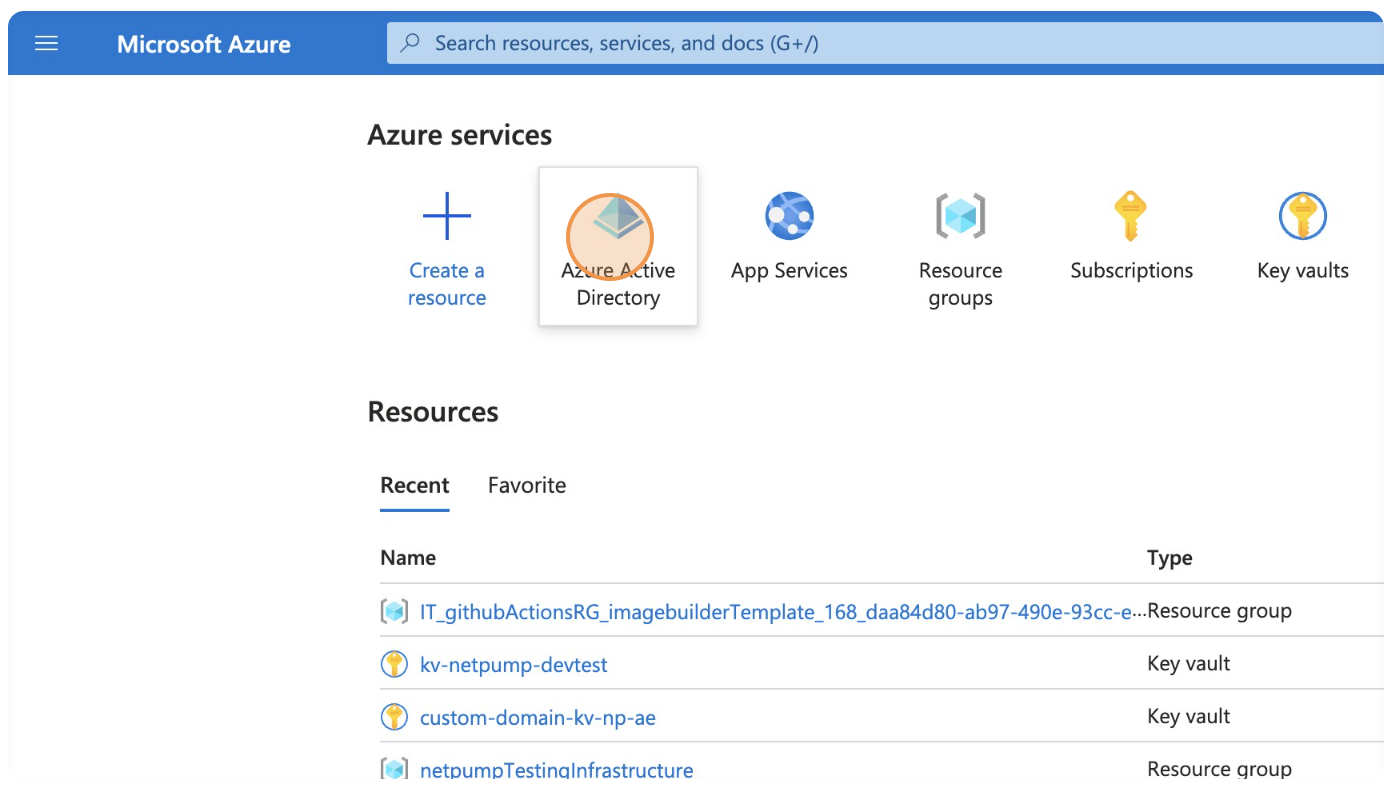 Microsoft Azure
Search resources, services, and docs (G+/)
Azure services
Create a
resource
Azure Active
Directory
App Services
Resource
groups
Subscriptions
Key vaults
Resources
Recent Favorite
Name Type
IT_githubActionsRG_imagebuilderTemplate_168_daa84d80-ab97-490e-93cc-e... Resource group
kv-netpump-devtest Key vault
custom-domain-kv-np-ae Key vault
netpumpTestingInfrastructure Resource group